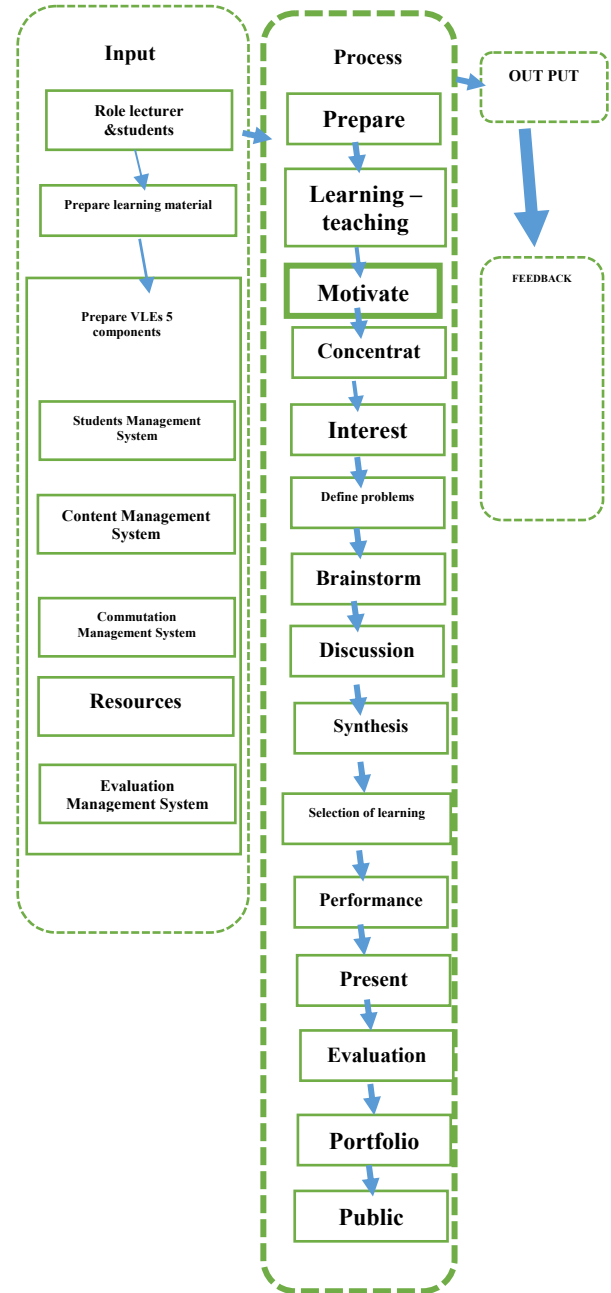 Input
Role lecturer
&students
Prepare learning material
Prepare VLEs 5
components
Students Management
System
Content Management
System
Commutation
Management System
Resources
Evaluation
Management System
Process
Prepare
Learning –
teaching
Motivate
Concentrat
Interest
Define problems
Brainstorm
Discussion
Synthesis
Selection of learning
Performance
Present
Evaluation
Portfolio
Public
OUT PUT
FEEDBACK